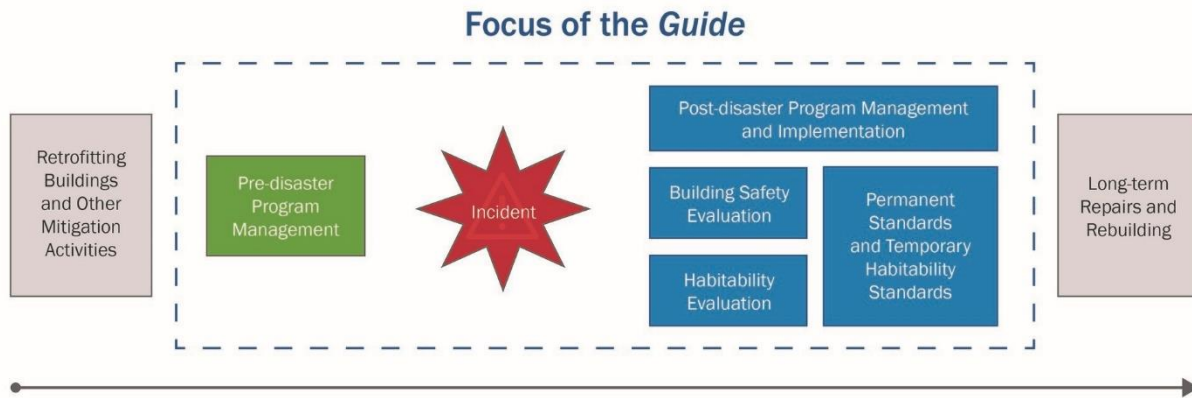 Focus of the Guide
Retrofitting
Buildings
and Other
Mitigation
Activities
Pre-disaster
Program
Management
Incident
Post-disaster Program Management
and Implementation
Building Safety
Evaluation
Habitability
Evaluation
Permanent
Standards
and Temporary
Habitability
Standards
Long-term
Repairs and
Rebuilding